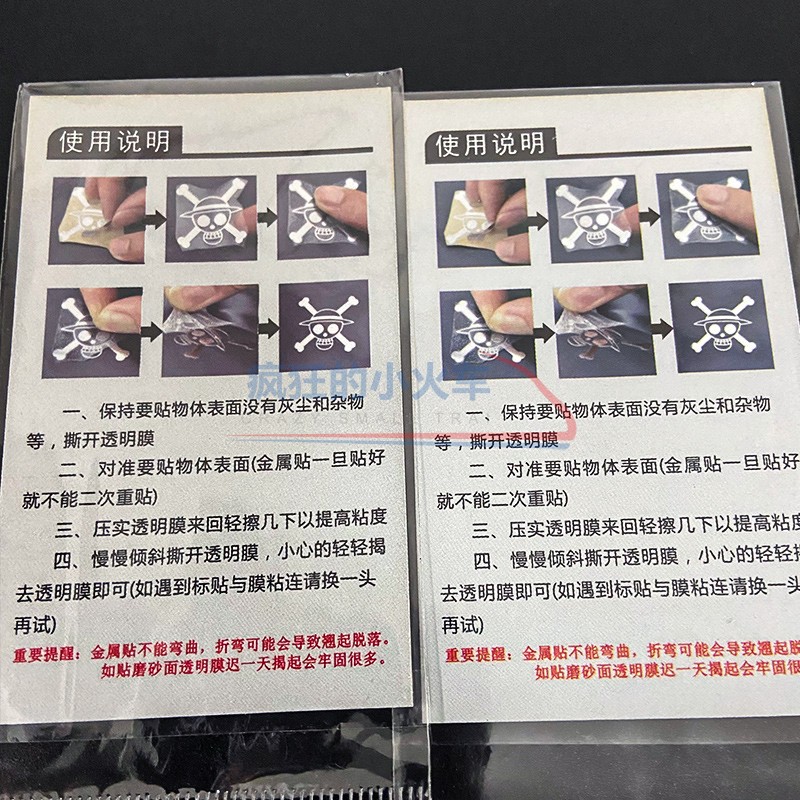 使用说明
一、保持要贴物体表面没有灰尘和杂物
等，撕开透明膜
二、对准要贴物体表面(金属贴一旦贴好
就不能二次重贴)
三、压实透明膜来回轻擦几下以提高粘度
四、慢慢倾斜撕开透明膜，小心的轻轻揭
去透明膜即可(如遇到标贴与膜粘连请换一头
再试)
重要提醒：金属贴不能弯曲，折弯可能会导致翘起脱落。
如贴磨砂面透明膜迟一天揭起会牢固很多。
使用说明
一、保持要贴物体表面没有灰尘和杂物
等，撕开透明膜
二、对准要贴物体表面(金属贴一旦贴好
就不能二次重贴)
三、压实透明膜来回轻擦几下以提高粘度
四、慢慢倾斜撕开透明膜，小心的轻轻
去透明膜即可(如遇到标贴与膜粘连请换一
再试)
重要提醒：金属贴不能弯曲，折弯可能会导致翘起
如贴磨砂面透明膜迟一天揭起会牢固
疯狂的小火车